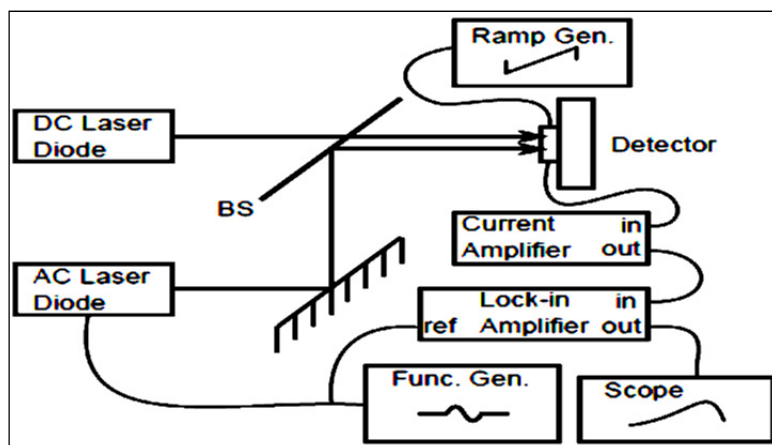 Ramp Gen.
DC Laser
Diode
Detector
BS
Current in
Amplifier out
AC Laser
Diode
Lock-in in
ref Amplifier out
Func. Gen.
Scope